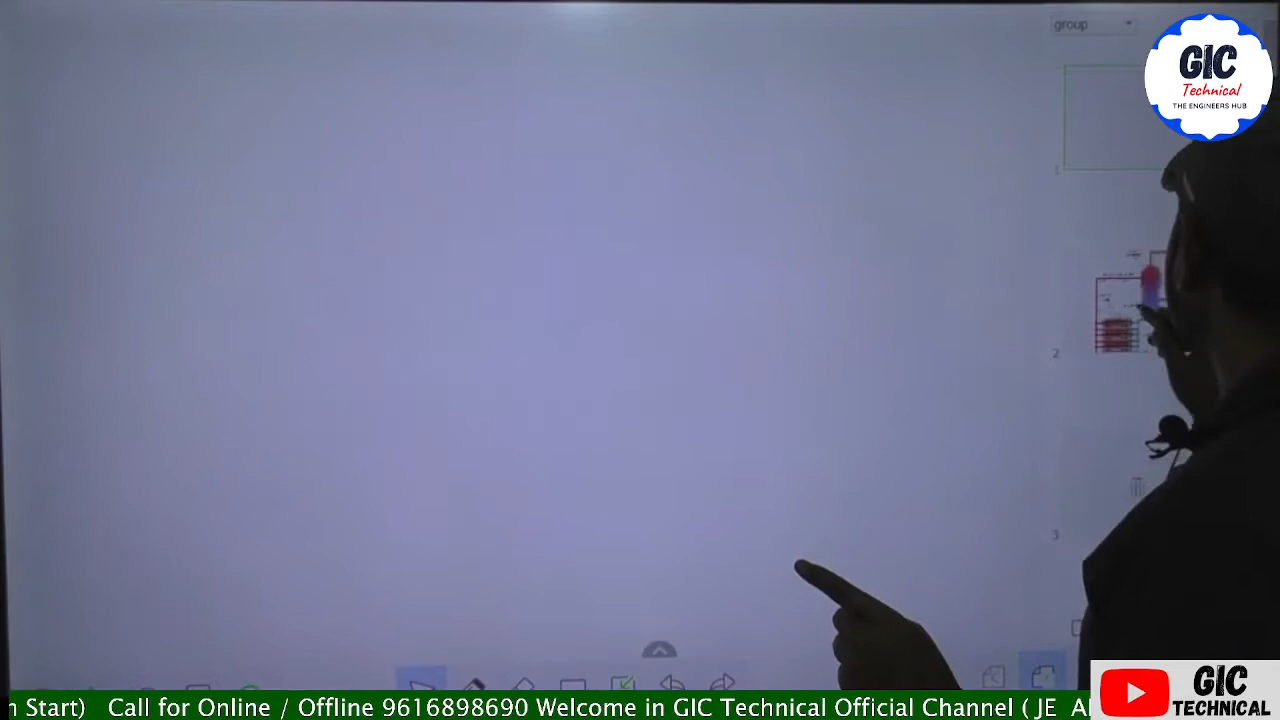 group
GIC
Technical
THE ENGINEERS HUB
1
2
3
n Start)   Call for Online / Offline 9616898690 Welcome in GIC Technical Official Channel ( JE
GIC
TECHNICAL